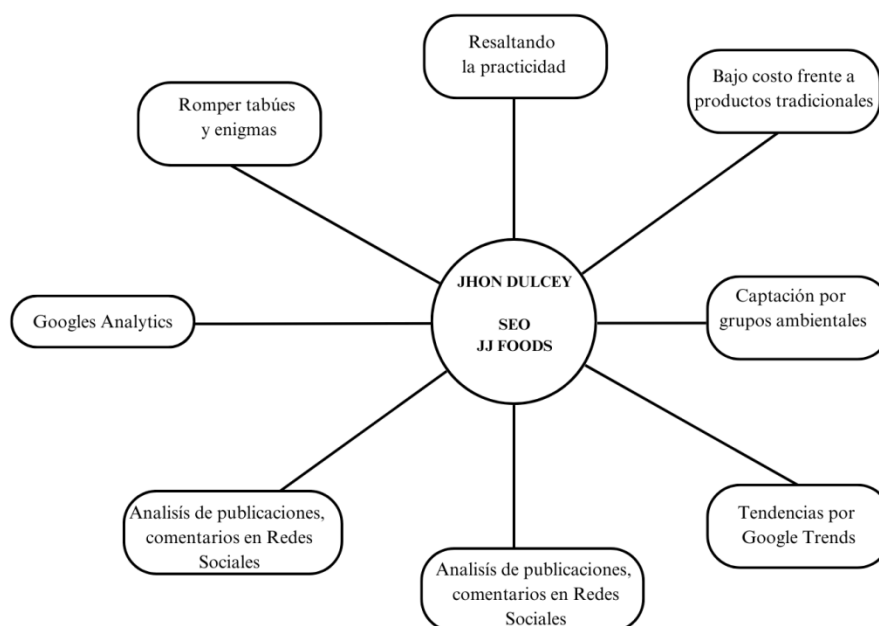 Resaltando
la practicidad
Bajo costo frente a
productos tradicionales
Romper tabúes
y enigmas
JHON DULCEY
SEO
JJ FOODS
Googles Analytics
Captación por
grupos ambientales
Analisís de publicaciones,
comentarios en Redes
Sociales
Analisís de publicaciones,
comentarios en Redes
Sociales
Tendencias por
Google Trends